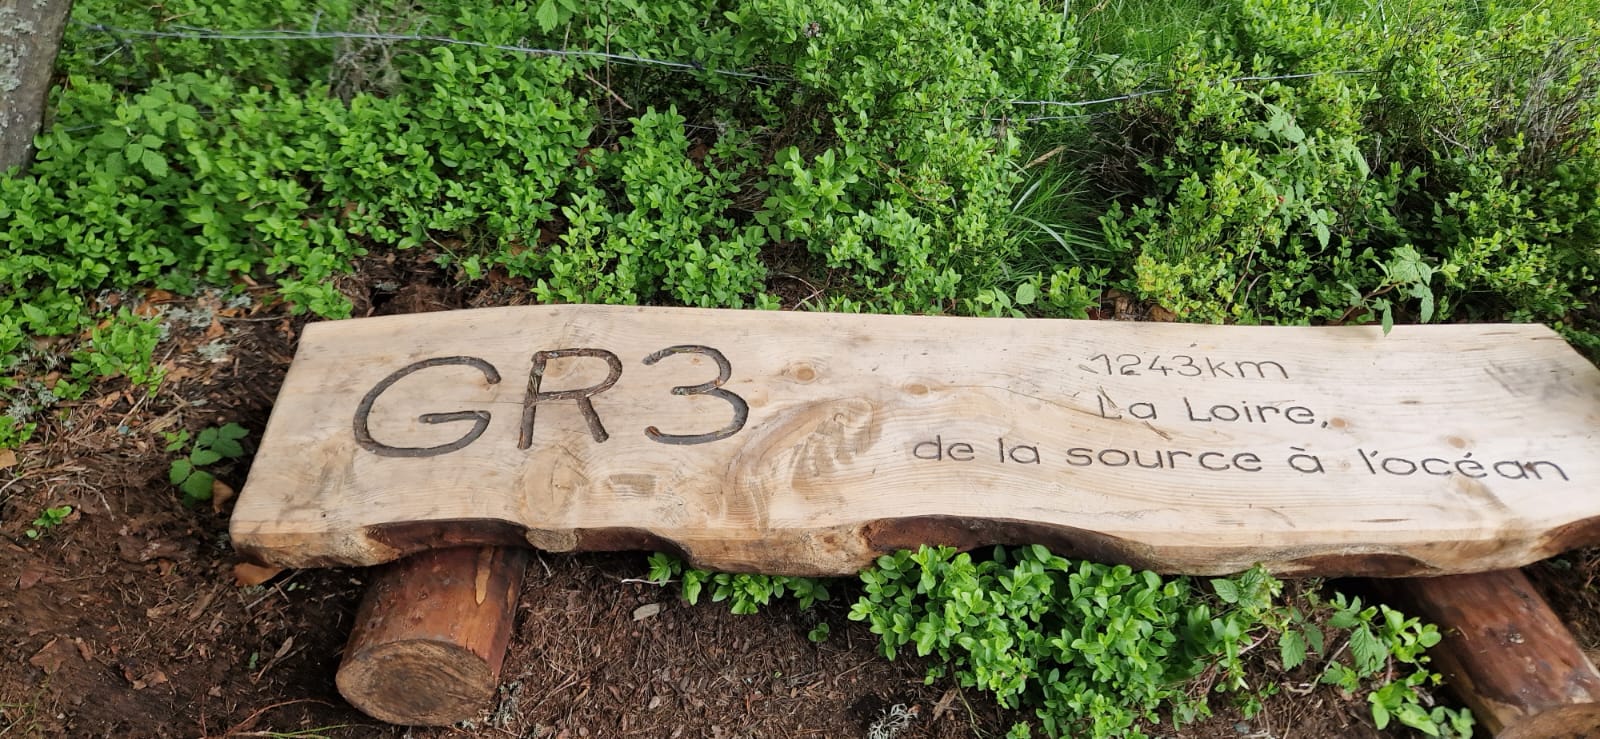 GR3
1243km
La Loire,
de la source à l'océan